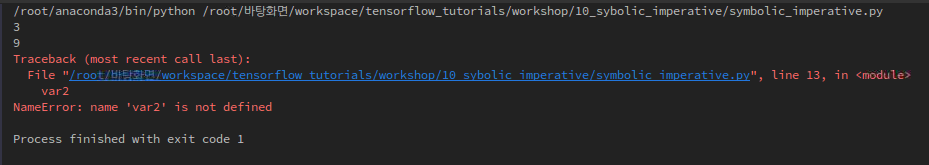 /root/anaconda3/bin/python /root/바탕화면/workspace/tensorflow_tutorials/workshop/10_sybolic_imperative/symbolic_imperative.py
3
9
Traceback (most recent call last):
  File "/root/바탕화면/workspace/tensorflow_tutorials/workshop/10_sybolic_imperative/symbolic_imperative.py", line 13, in <module>
    var2
NameError: name 'var2' is not defined
Process finished with exit code 1